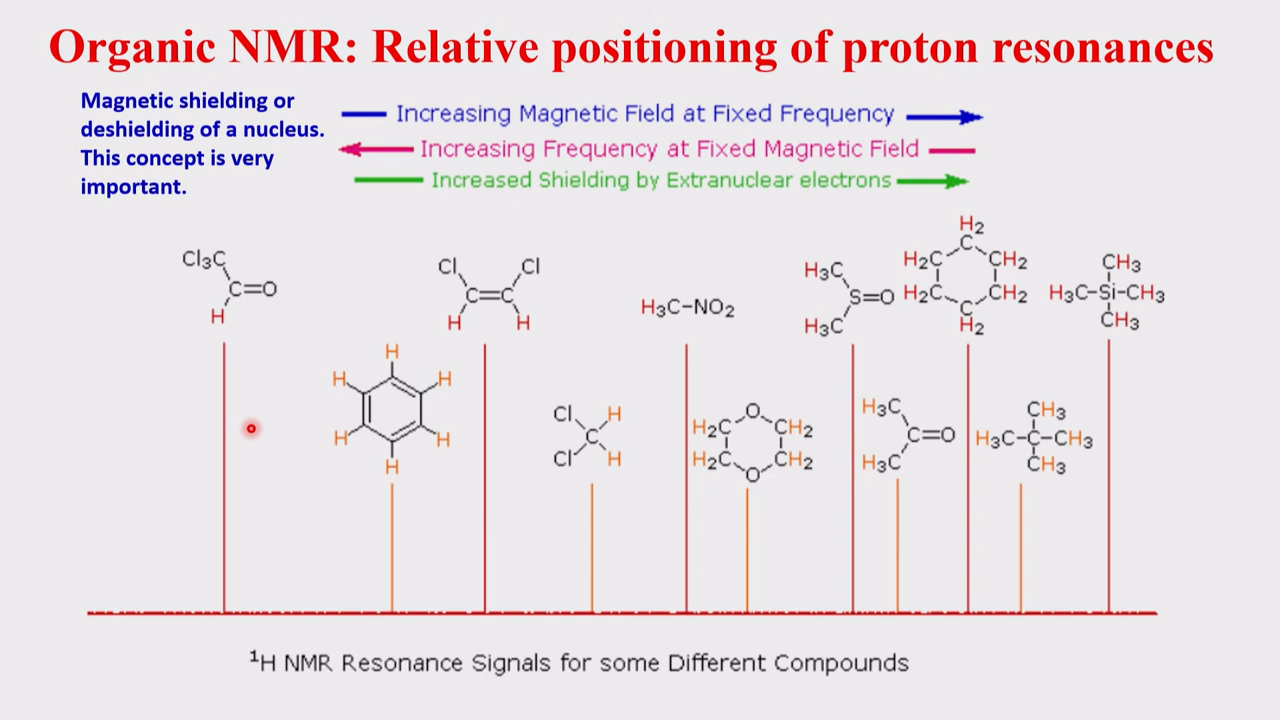 Organic NMR: Relative positioning of proton resonances
Magnetic shielding or
deshielding of a nucleus.
This concept is very
important.
Increasing Magnetic Field at Fixed Frequency
Increasing Frequency at Fixed Magnetic Field
Increased Shielding by Extranuclear electrons
Cl3C
C=O
H
H
H H
H H
H
Cl Cl
C=C
H H
Cl H
C
Cl H
H3C-NO2
O
H2C CH2
H2C CH2
O
H3C
S=O
H3C
H3C
C=O
H3C
H2
C
H2C CH2
H2C CH2
C
H2
CH3
H3C-C-CH3
CH3
CH3
H3C-Si-CH3
CH3
1H NMR Resonance Signals for some Different Compounds